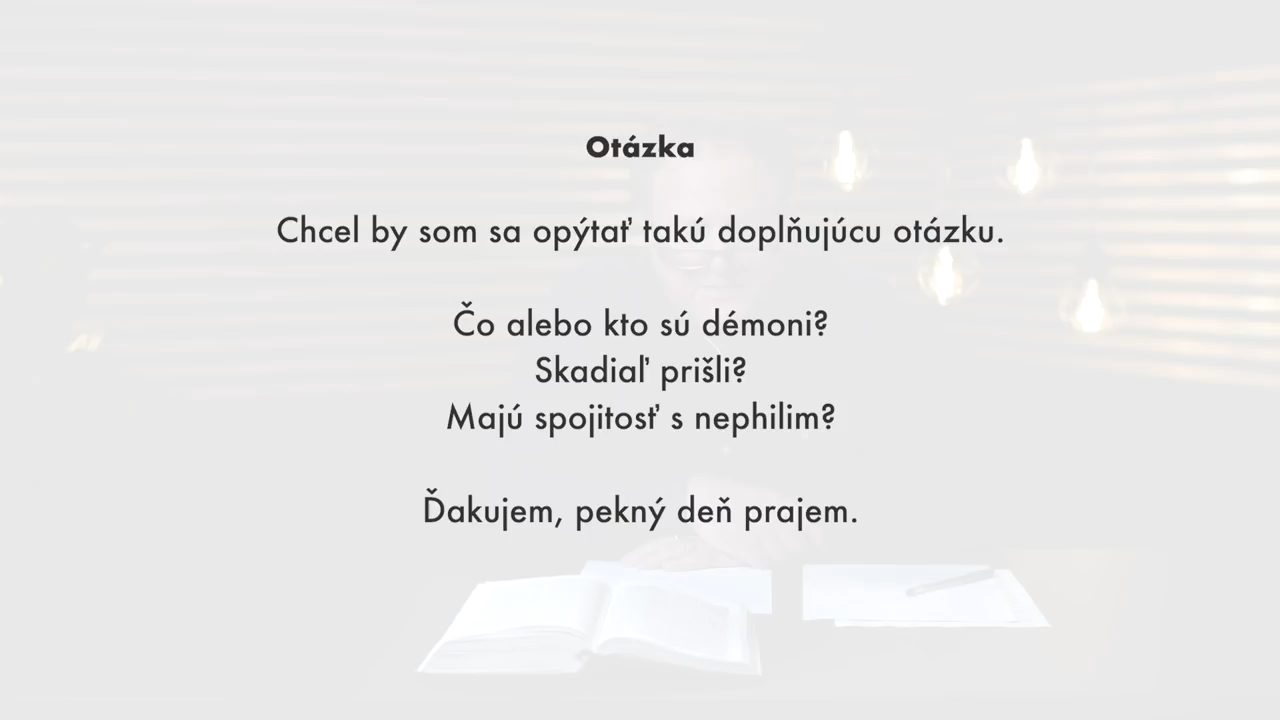 Otázka
Chcel by som sa opýtať takú doplňujúcu otázku.
Čo alebo kto sú démoni?
Skadiaľ prišli?
Majú spojitosť s nephilim?
Ďakujem, pekný deň prajem.